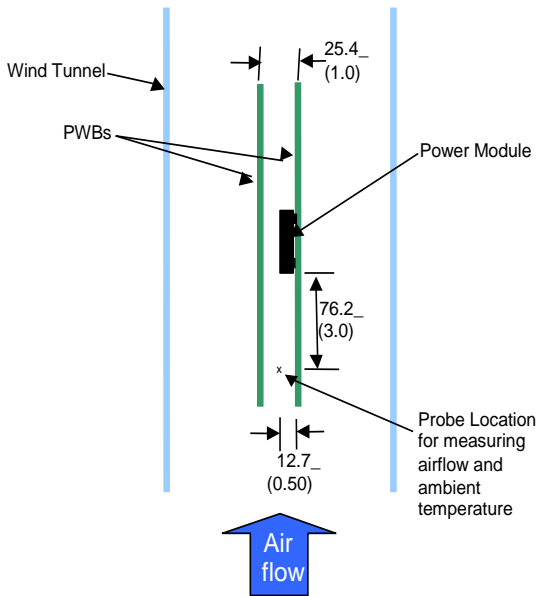 25.4_
(1.0)
Wind Tunnel
PWBs
Power Module
76.2_
(3.0)
x
Probe Location
for measuring
airflow and
ambient
temperature
12.7_
(0.50)
Air
flow